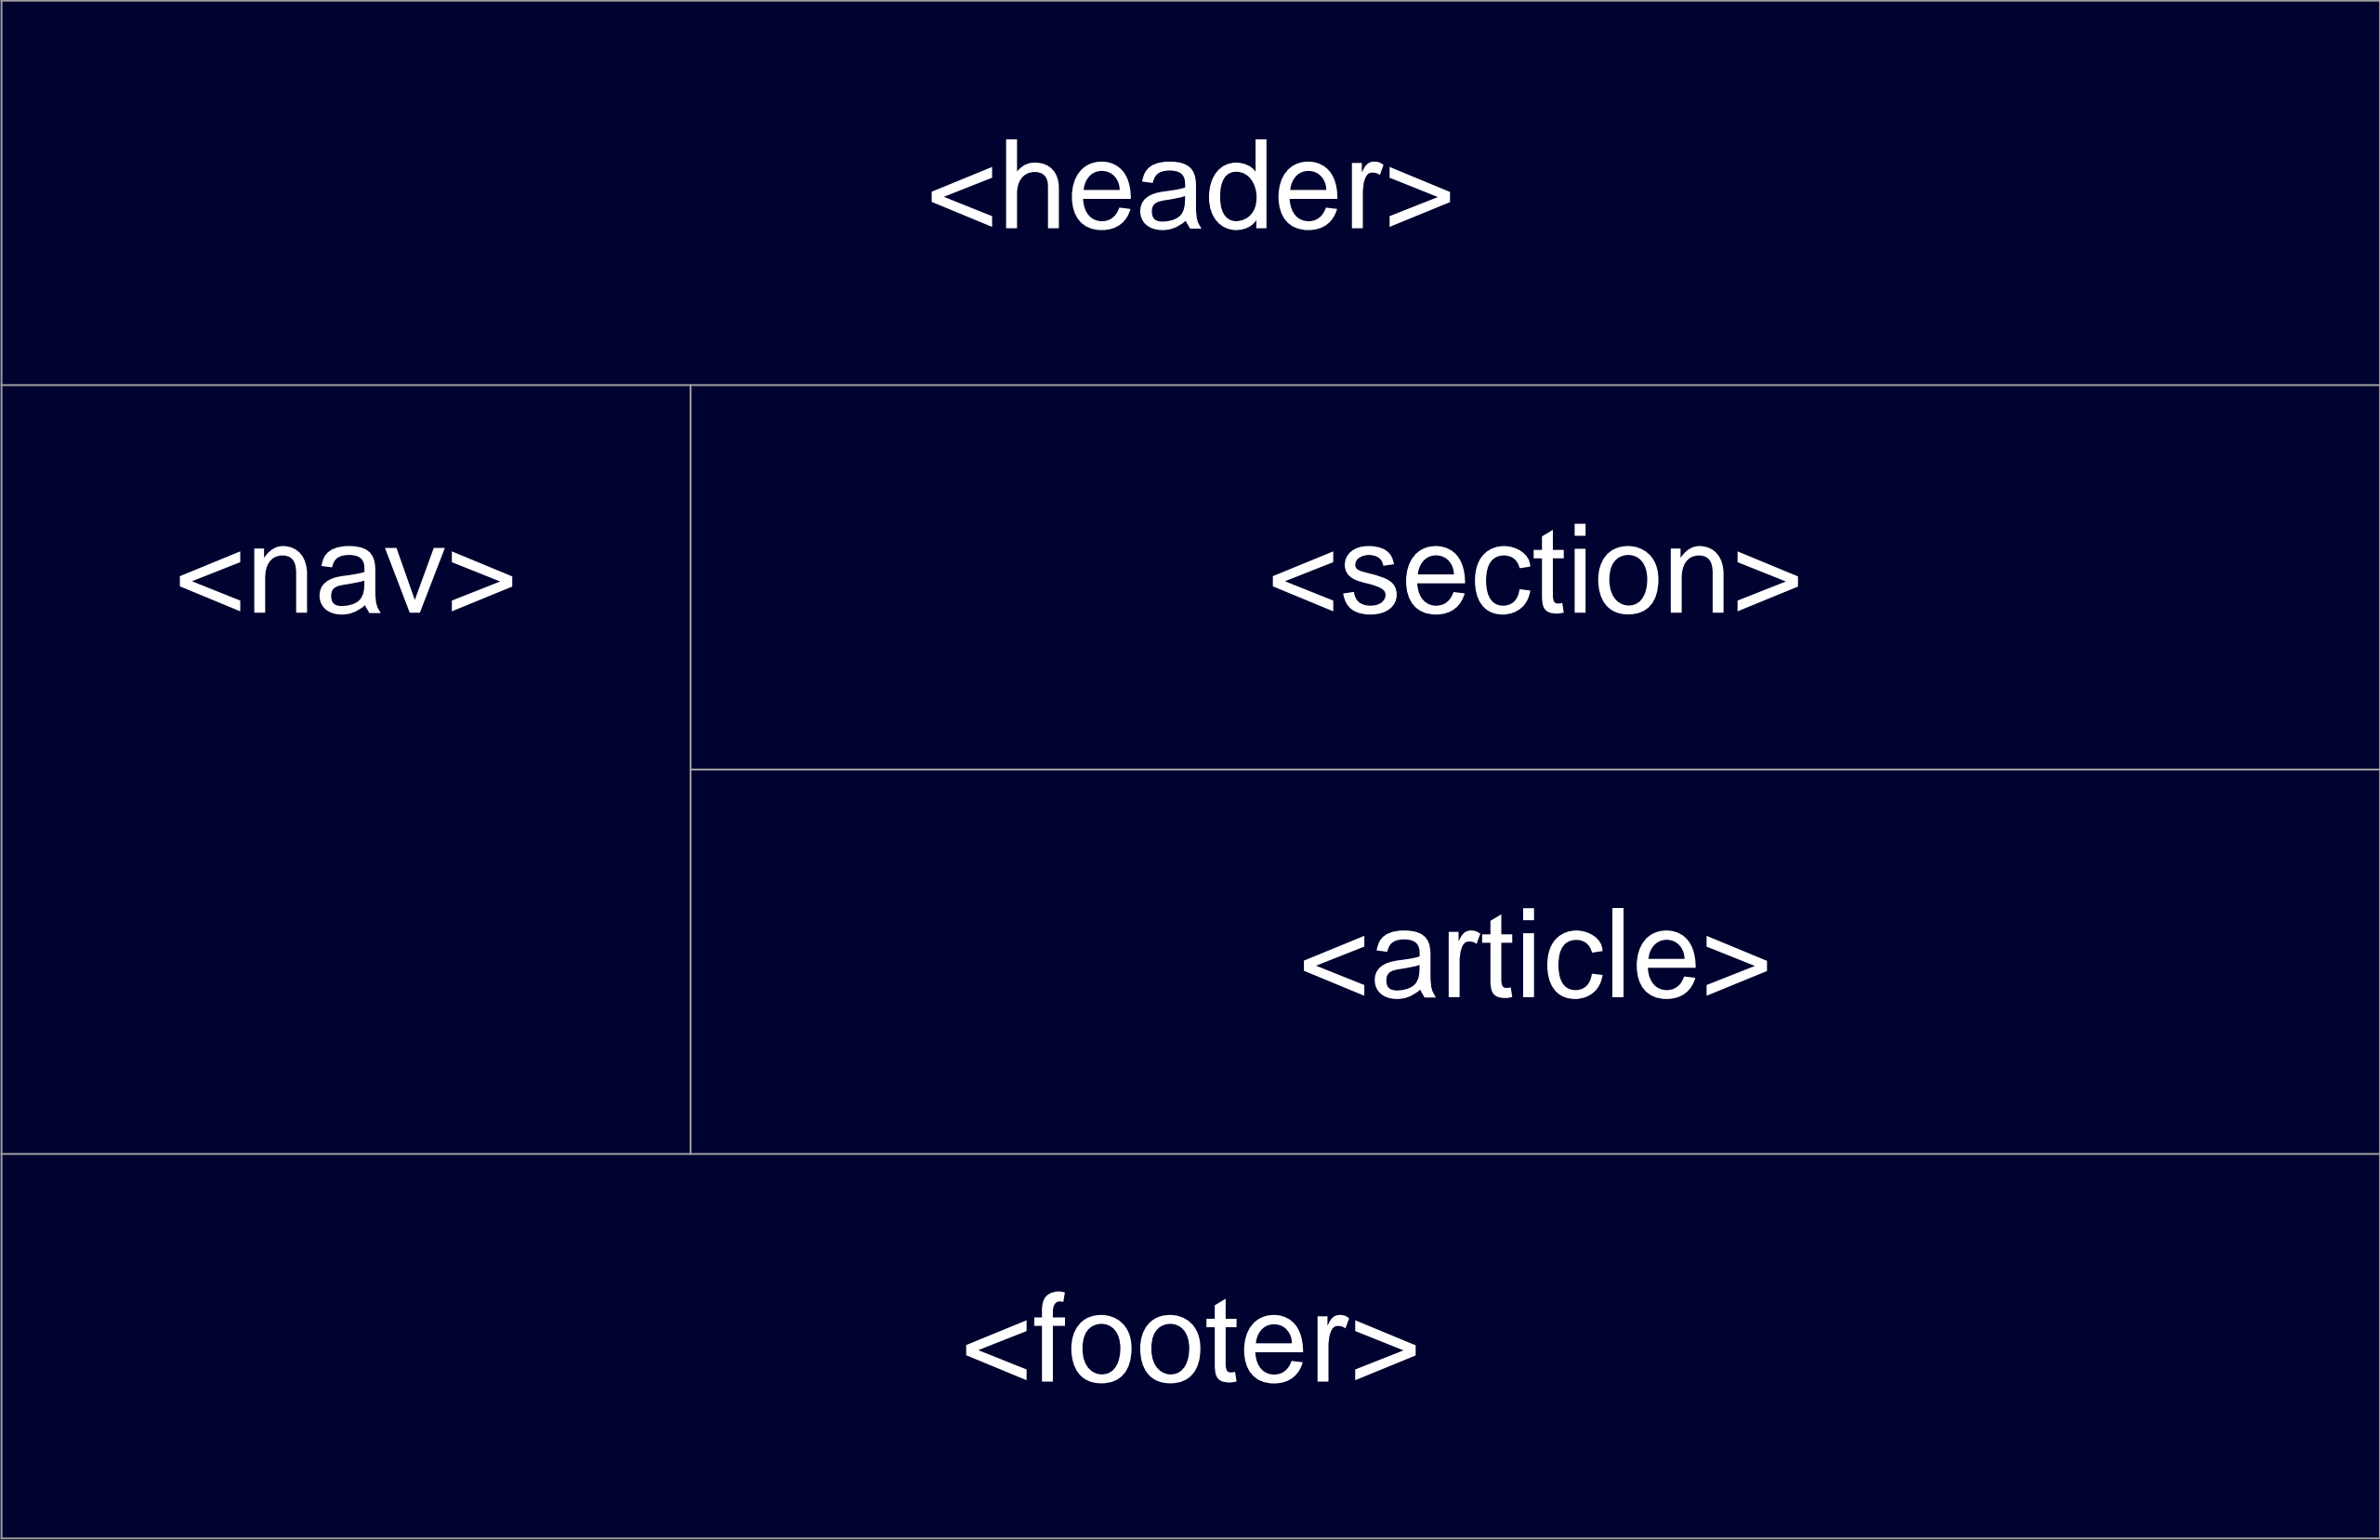 <header>
<nav>
<section>
<article>
<footer>